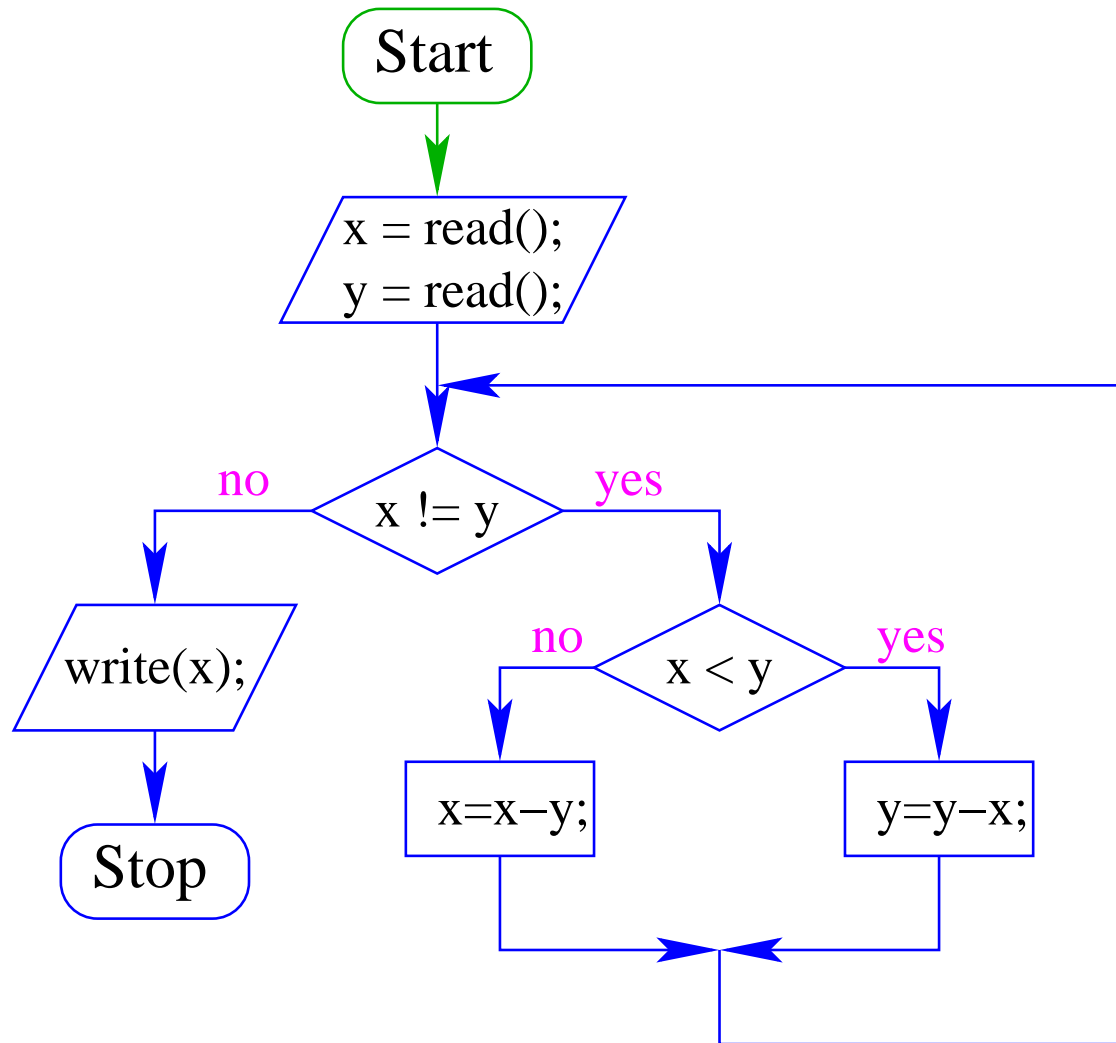 Start
x = read();
y = read();
no
yes
x != y
no
yes
write(x);
x < y
x=x−y;
y=y−x;
Stop